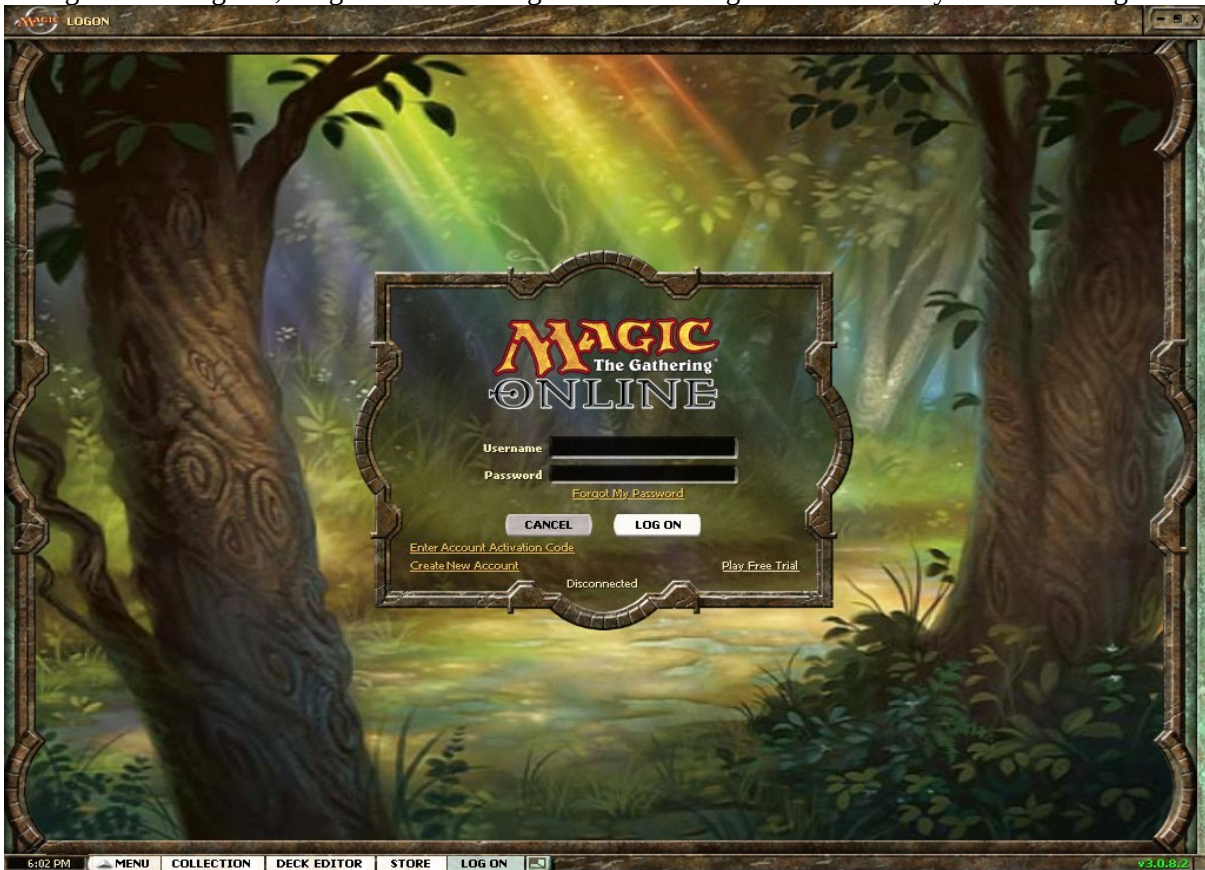 MAGIC LOGON
MAGIC
The Gathering®
ONLINE
Username
Password
Forgot My Password
CANCEL LOG ON
Enter Account Activation Code
Create New Account Play Free Trial
Disconnected
6:02 PM MENU COLLECTION DECK EDITOR STORE LOG ON v3.0.8.2